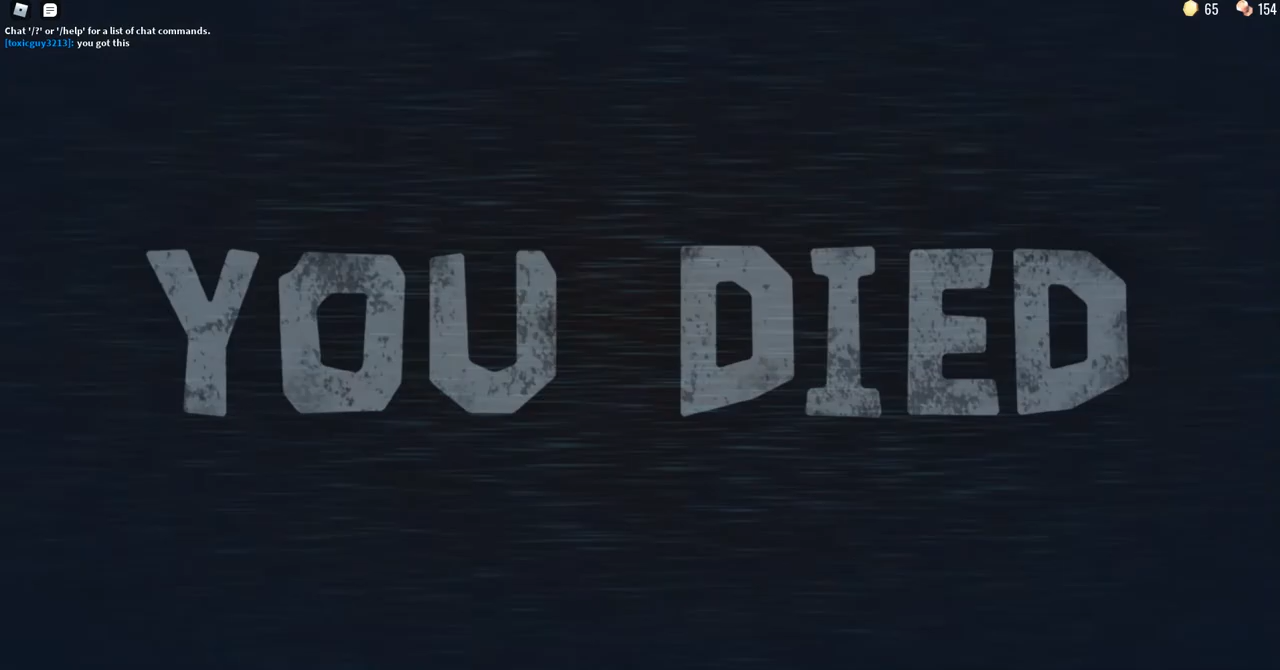 65 154
Chat '/?' or '/help' for a list of chat commands.
[toxicguy3213]: you got this
YOU DIED